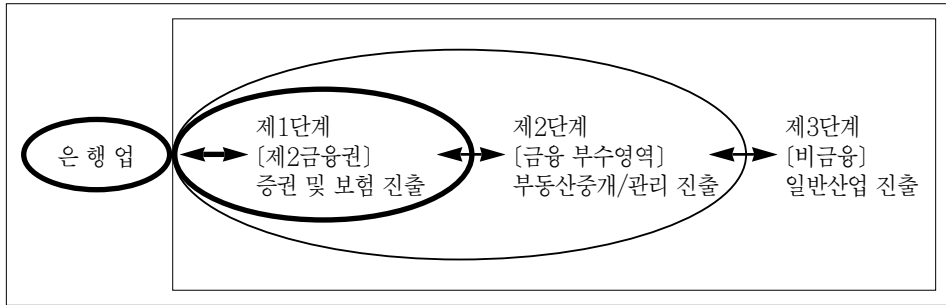 은 행 업
제1단계
〔제2금융권〕
증권 및 보험 진출
제2단계
〔금융 부수영역〕
부동산중개/관리 진출
제3단계
〔비금융〕
일반산업 진출